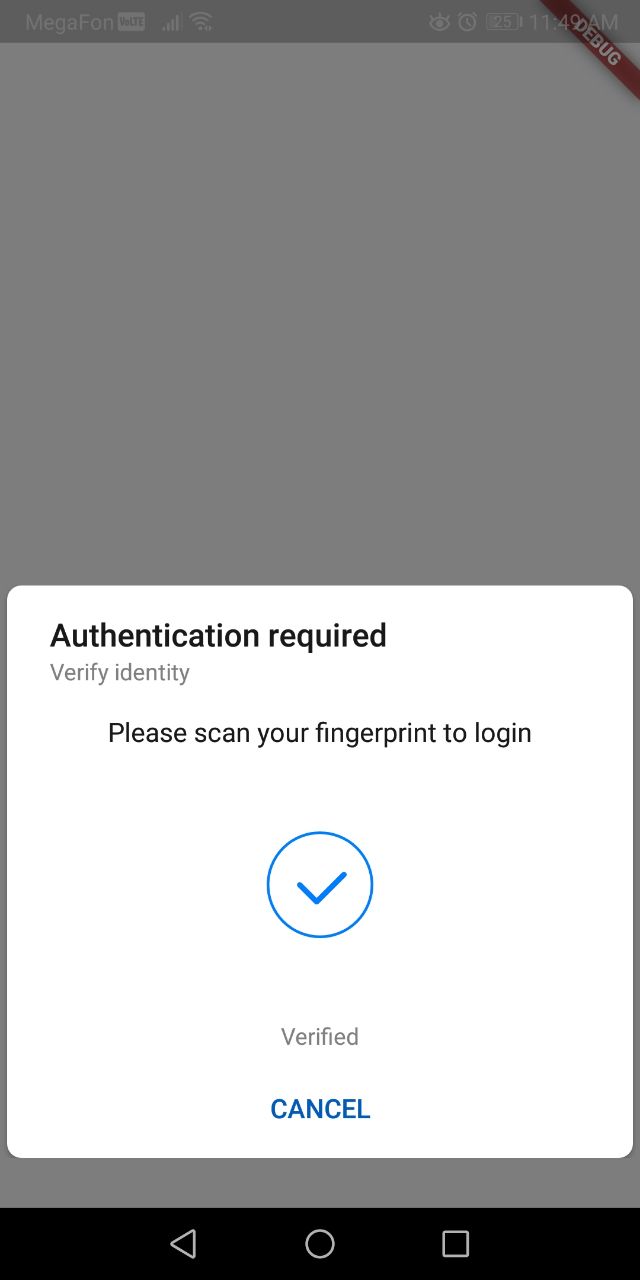 MegaFon VoLTE 25 11:49 AM
DEBUG
Authentication required
Verify identity
Please scan your fingerprint to login
Verified
CANCEL